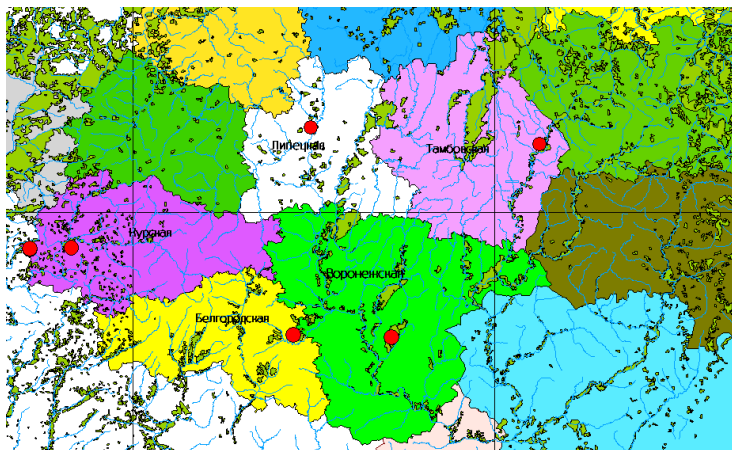 Липецкая
Тамбовская
Курская
Воронежская
Белгородская